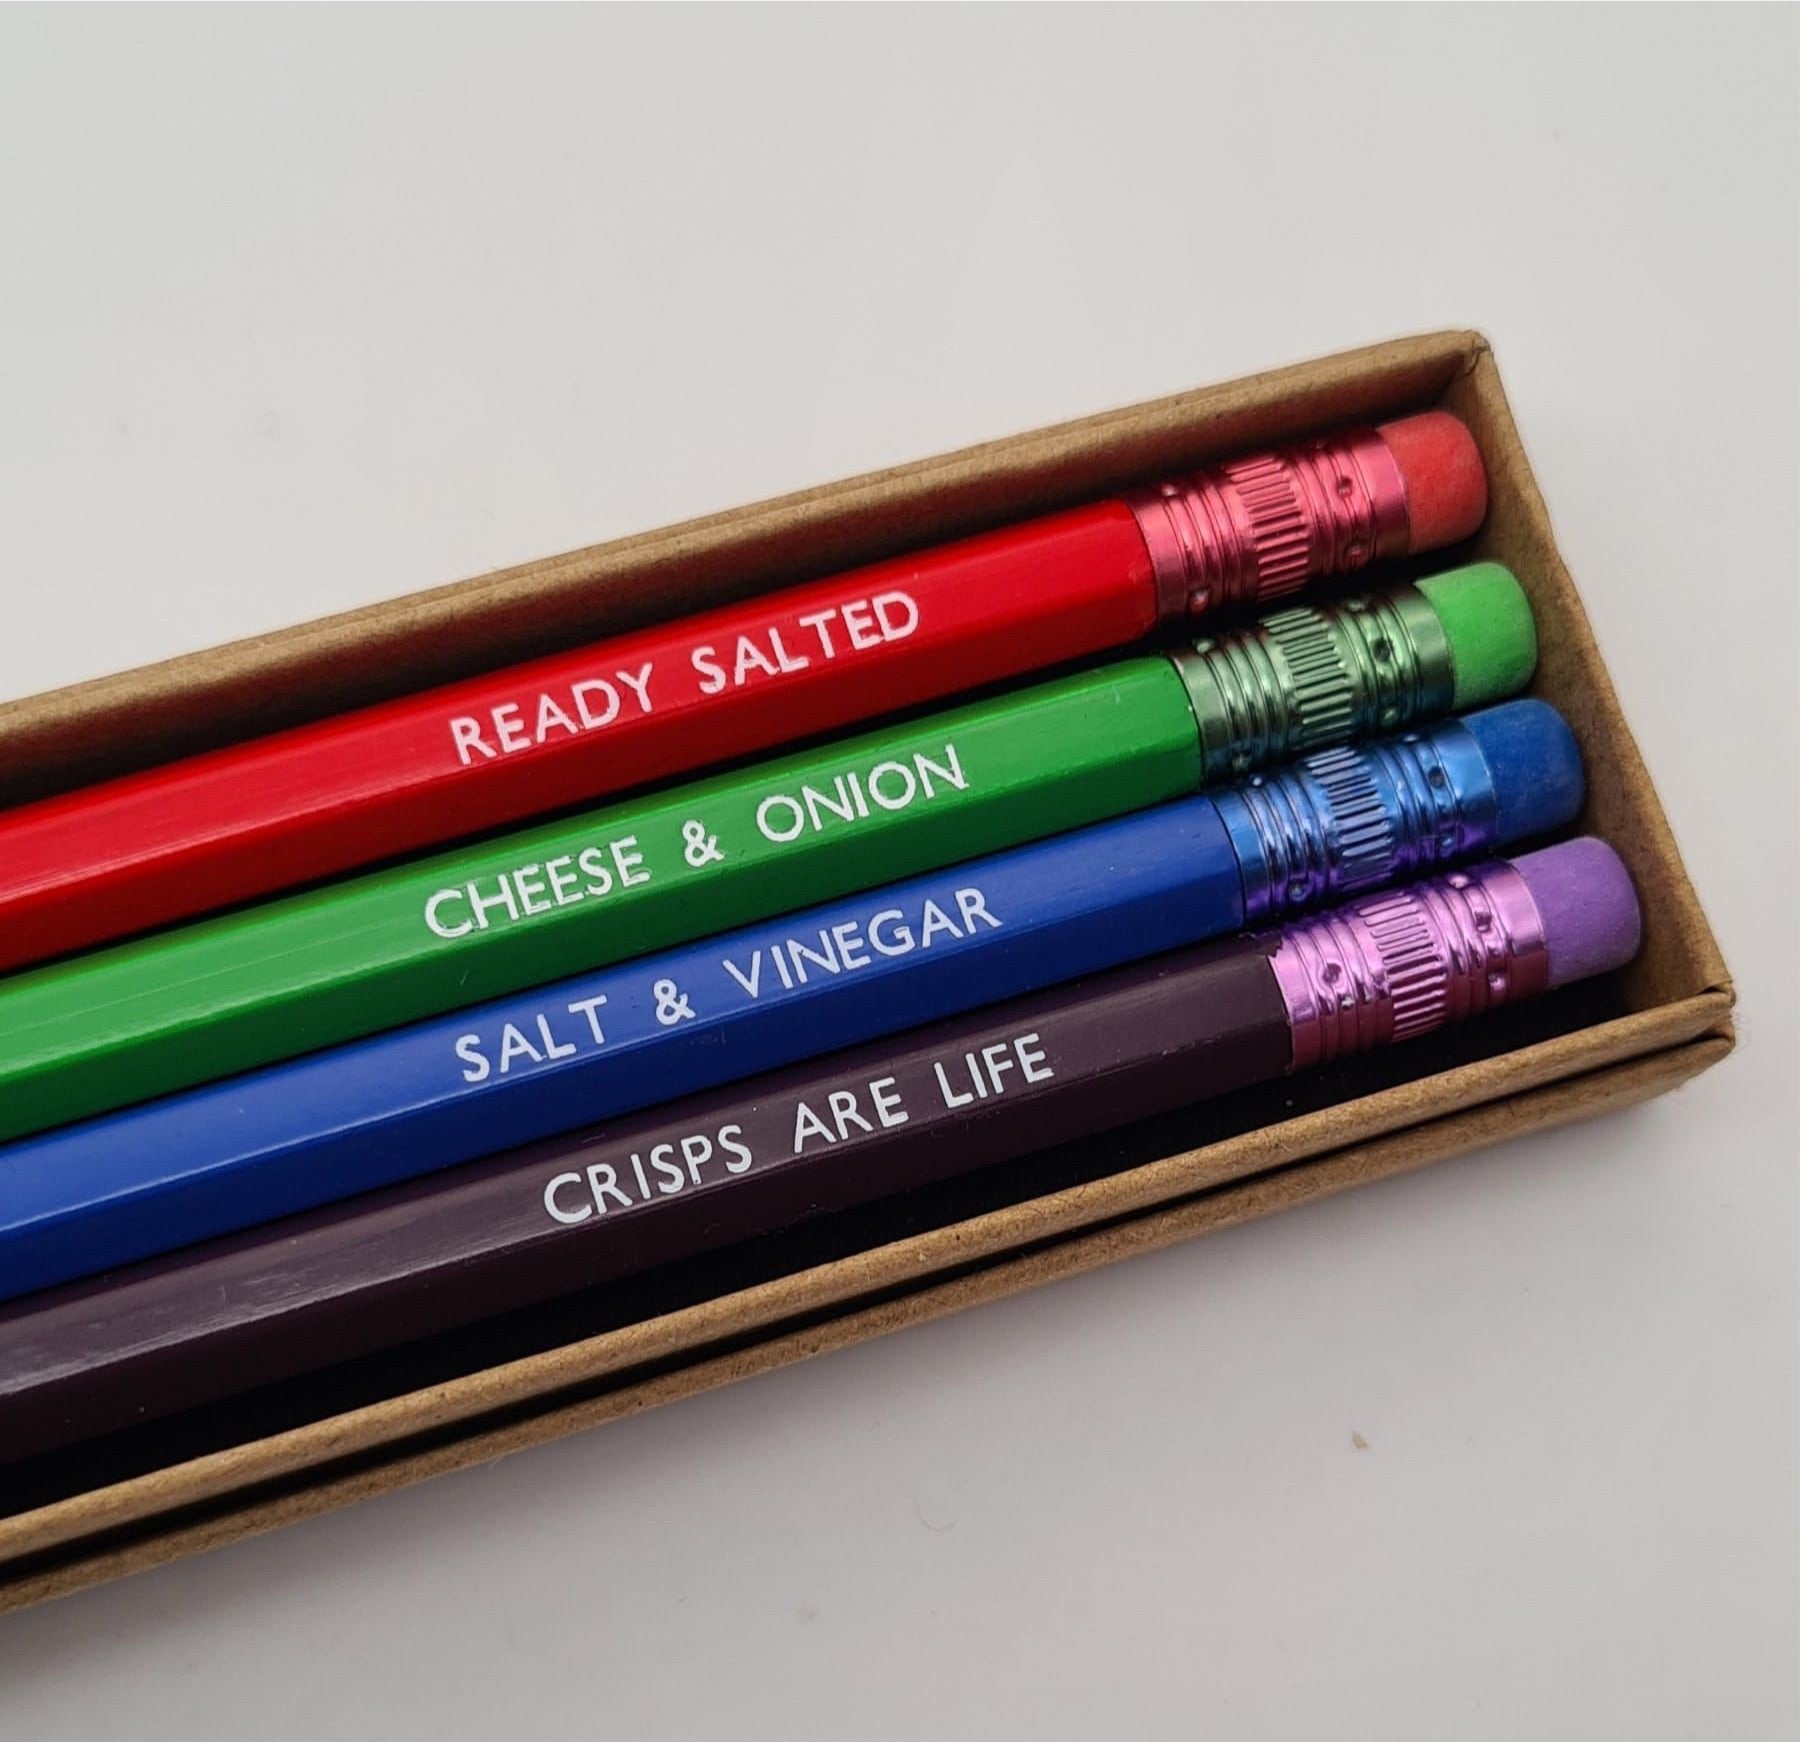 READY SALTED
CHEESE & ONION
SALT & VINEGAR
CRISPS ARE LIFE